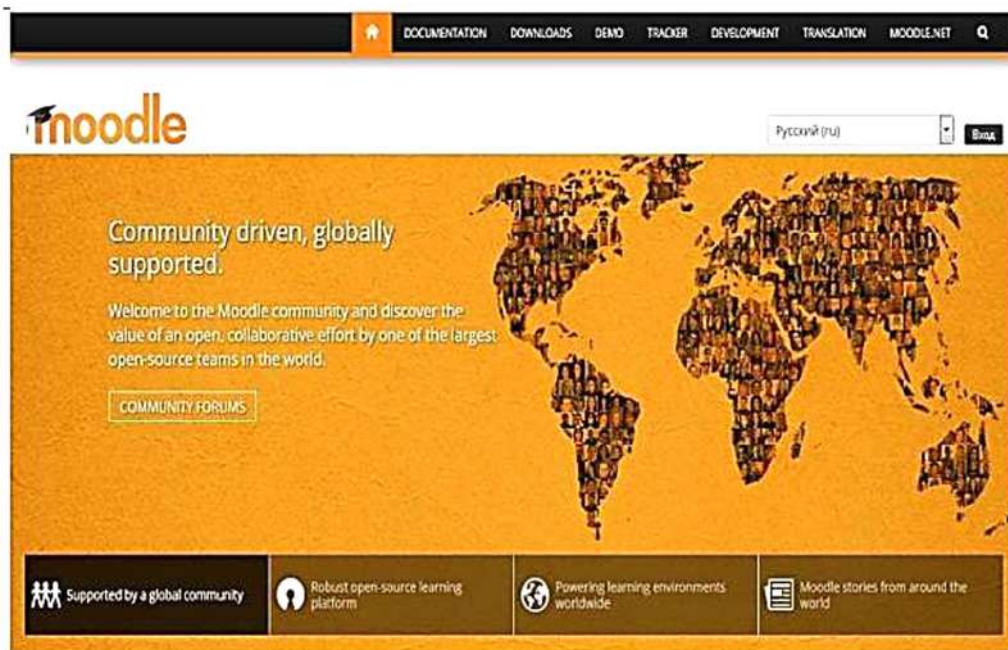 DOCUMENTATION DOWNLOADS DEMO TRACKER DEVELOPMENT TRANSLATION MOODLE.NET
moodle
Русский (ru)
Вход
Community driven, globally
supported.
Welcome to the Moodle community and discover the
value of an open, collaborative effort by one of the largest
open-source teams in the world.
COMMUNITY FORUMS
Supported by a global community
Robust open-source learning
platform
Powering learning environments
worldwide
Moodle stories from around the
world